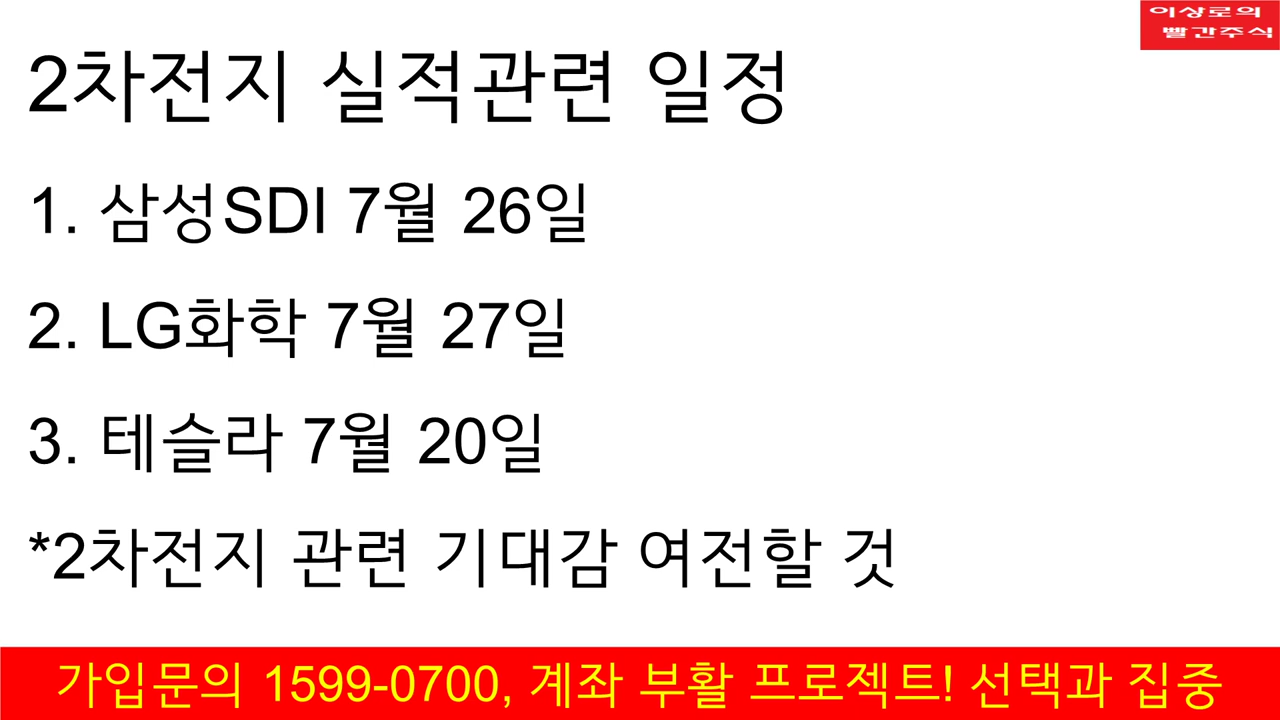 이상로의
빨간주식
2차전지 실적관련 일정
1. 삼성SDI 7월 26일
2. LG화학 7월 27일
3. 테슬라 7월 20일
*2차전지 관련 기대감 여전할 것
가입문의 1599-0700, 계좌 부활 프로젝트! 선택과 집중